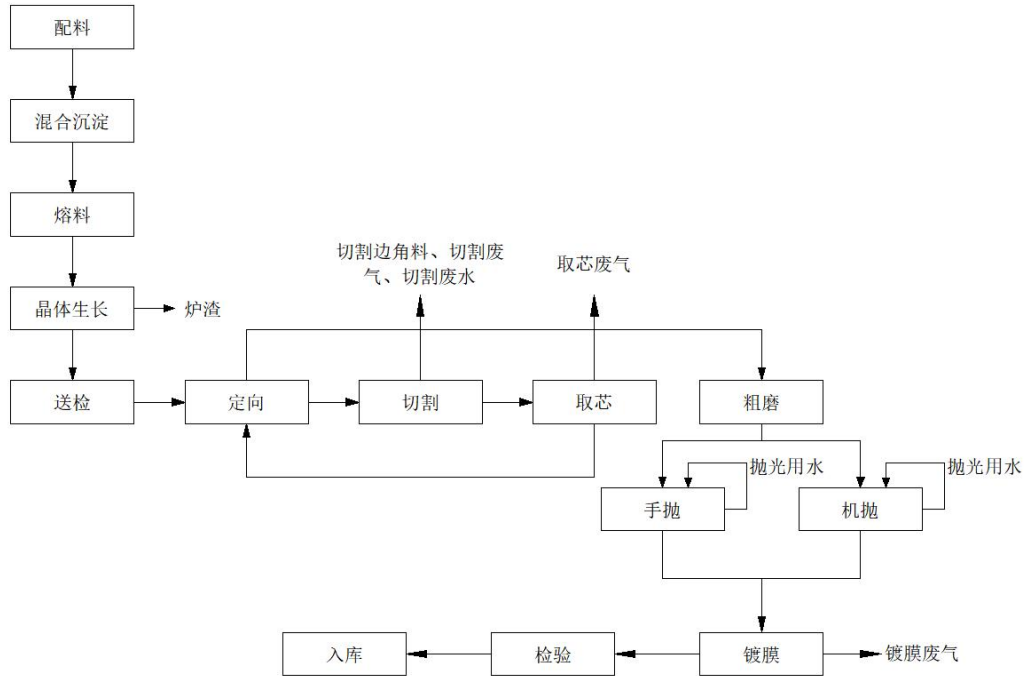 配料
混合沉淀
熔料
切割边角料、切割废
气、切割废水
取芯废气
晶体生长
炉渣
送检
定向
切割
取芯
粗磨
抛光用水
抛光用水
手抛
机抛
入库
检验
镀膜
镀膜废气